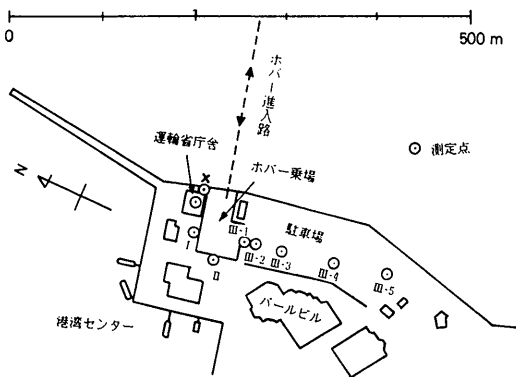 0
500 m
ホバー進入路
運輸省庁舎
測定点
X
ホバー乗場
N
駐車場
I
III-1
III-2
III-3
II
III-4
III-5
パールビル
港湾センター